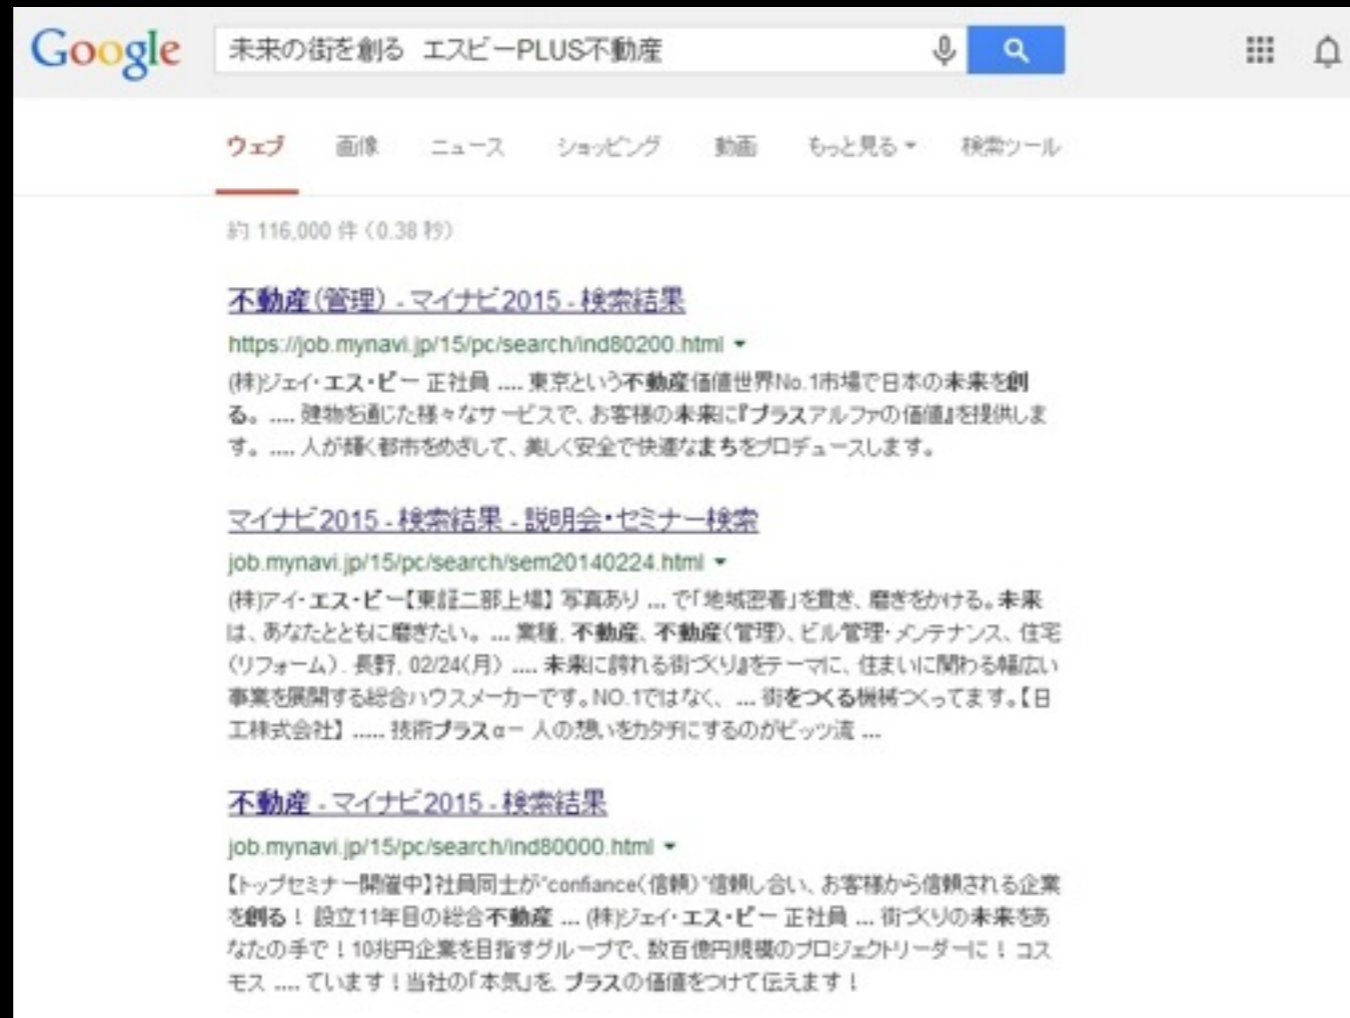 Google 未来の街を創る エスビーPLUS不動産
ウェブ 画像 ニュース ショッピング 動画 もっと見る 検索ツール
約 116,000 件 (0.38 秒)
不動産(管理) - マイナビ2015 - 検索結果
https://job.mynavi.jp/15/pc/search/ind80200.html
(株)ジェイ・エス・ビー 正社員 .... 東京という不動産価値世界No.1市場で日本の未来を創
る。 .... 建物を通じた様々なサービスで、お客様の未来に『プラスアルファの価値』を提供しま
す。 .... 人が輝く都市をめざして、美しく安全で快適なまちをプロデュースします。
マイナビ2015 - 検索結果 - 説明会・セミナー検索
job.mynavi.jp/15/pc/search/sem20140224.html
(株)アイ・エス・ビー【東証二部上場】 写真あり ... で「地域密着」を貫き、磨きをかける。未来
は、あなたとともに磨きたい。 ... 業種, 不動産、不動産(管理)、ビル管理・メンテナンス、住宅
(リフォーム). 長野, 02/24(月) .... 未来に誇れる街づくり』をテーマに、住まいに関わる幅広い
事業を展開する総合ハウスメーカーです。NO.1ではなく、 ... 街をつくる機械つくってます。【日
工株式会社】 ..... 技術プラスα－ 人の想いをカタチにするのがビッツ流 ...
不動産 - マイナビ2015 - 検索結果
job.mynavi.jp/15/pc/search/ind80000.html
【トップセミナー開催中】社員同士が"confiance(信頼)"信頼し合い、お客様から信頼される企業
を創る！ 設立11年目の総合不動産 ... (株)ジェイ・エス・ビー 正社員 ... 街づくりの未来をあ
なたの手で！10兆円企業を目指すグループで、数百億円規模のプロジェクトリーダーに！ コス
モス .... ています！当社の「本気」を、プラスの価値をつけて伝えます！